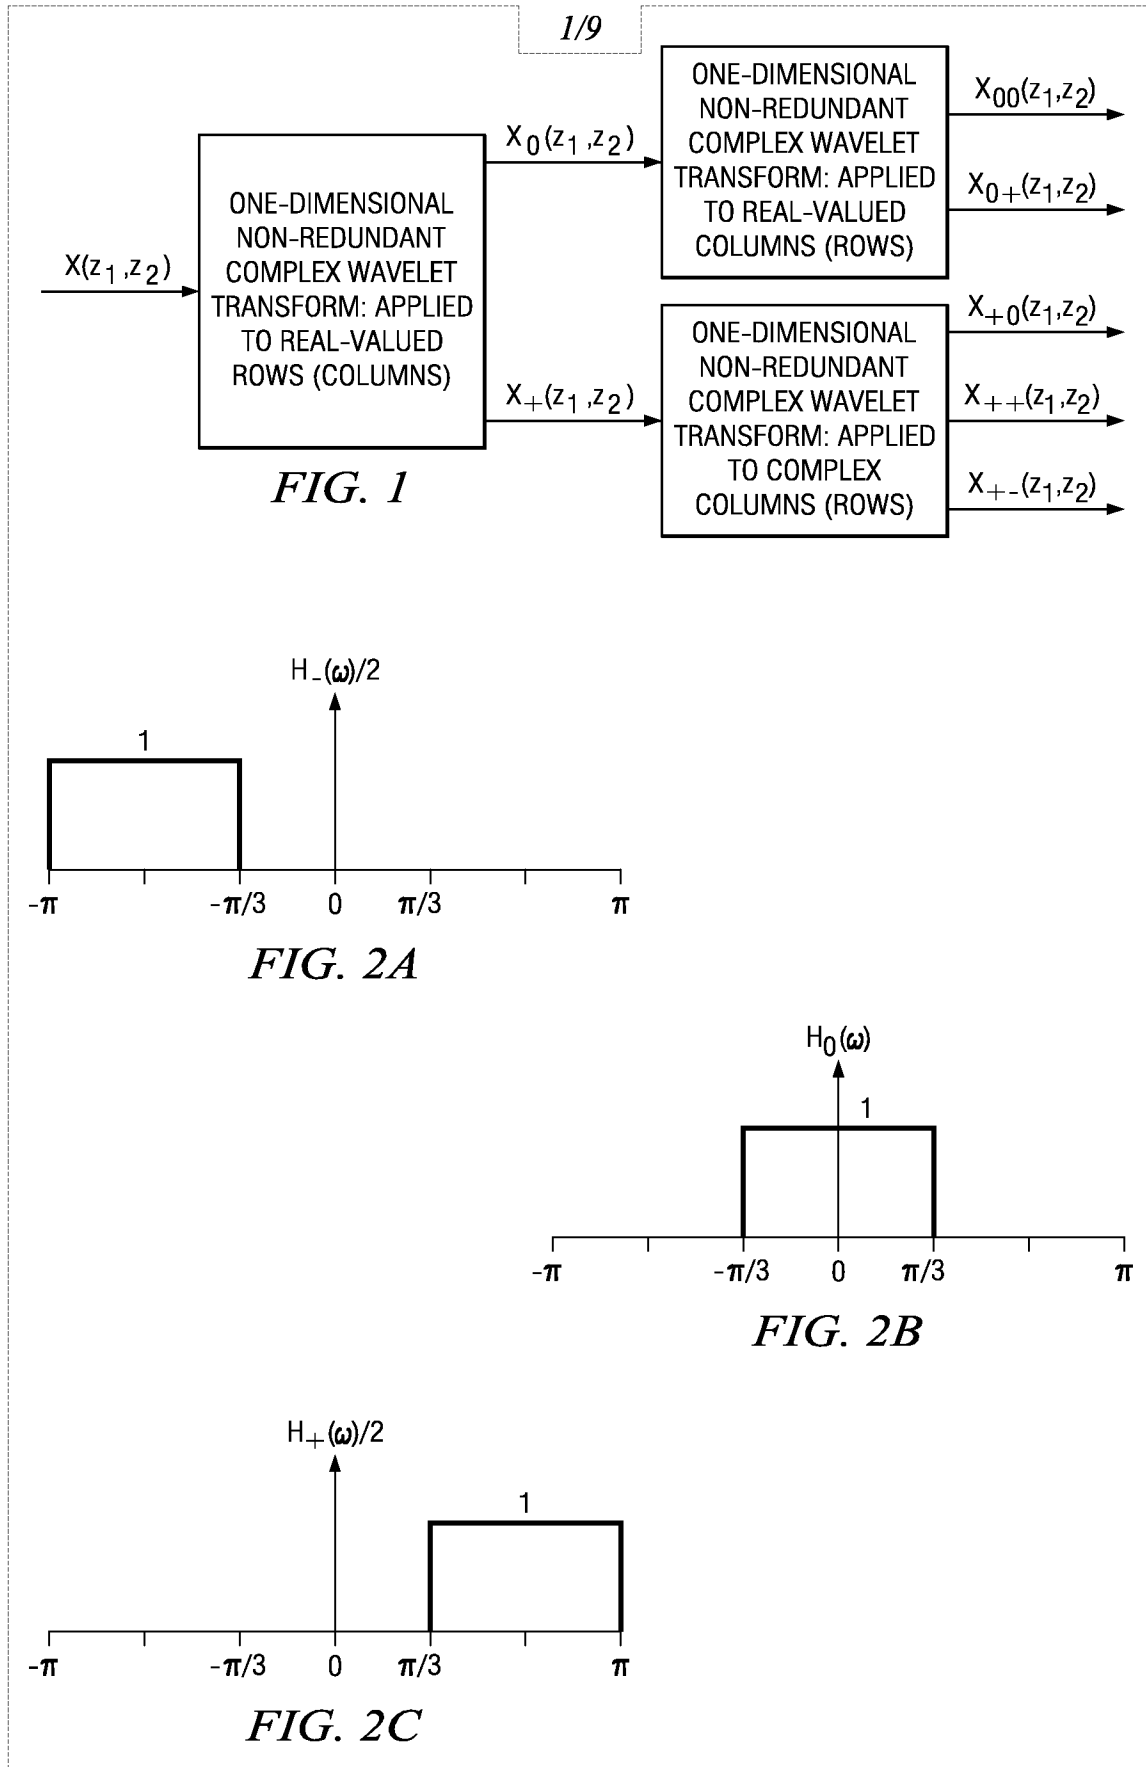 1/9
X(z1,z2)
ONE-DIMENSIONAL
NON-REDUNDANT
COMPLEX WAVELET
TRANSFORM: APPLIED
TO REAL-VALUED
ROWS (COLUMNS)
X0(z1,z2)
X+(z1,z2)
ONE-DIMENSIONAL
NON-REDUNDANT
COMPLEX WAVELET
TRANSFORM: APPLIED
TO REAL-VALUED
COLUMNS (ROWS)
X00(z1,z2)
X0+(z1,z2)
ONE-DIMENSIONAL
NON-REDUNDANT
COMPLEX WAVELET
TRANSFORM: APPLIED
TO COMPLEX
COLUMNS (ROWS)
X+0(z1,z2)
X++(z1,z2)
X+-(z1,z2)
FIG. 1
H-(ω)/2
1
-π -π/3 0 π/3 π
FIG. 2A
H0(ω)
1
-π -π/3 0 π/3 π
FIG. 2B
H+(ω)/2
1
-π -π/3 0 π/3 π
FIG. 2C